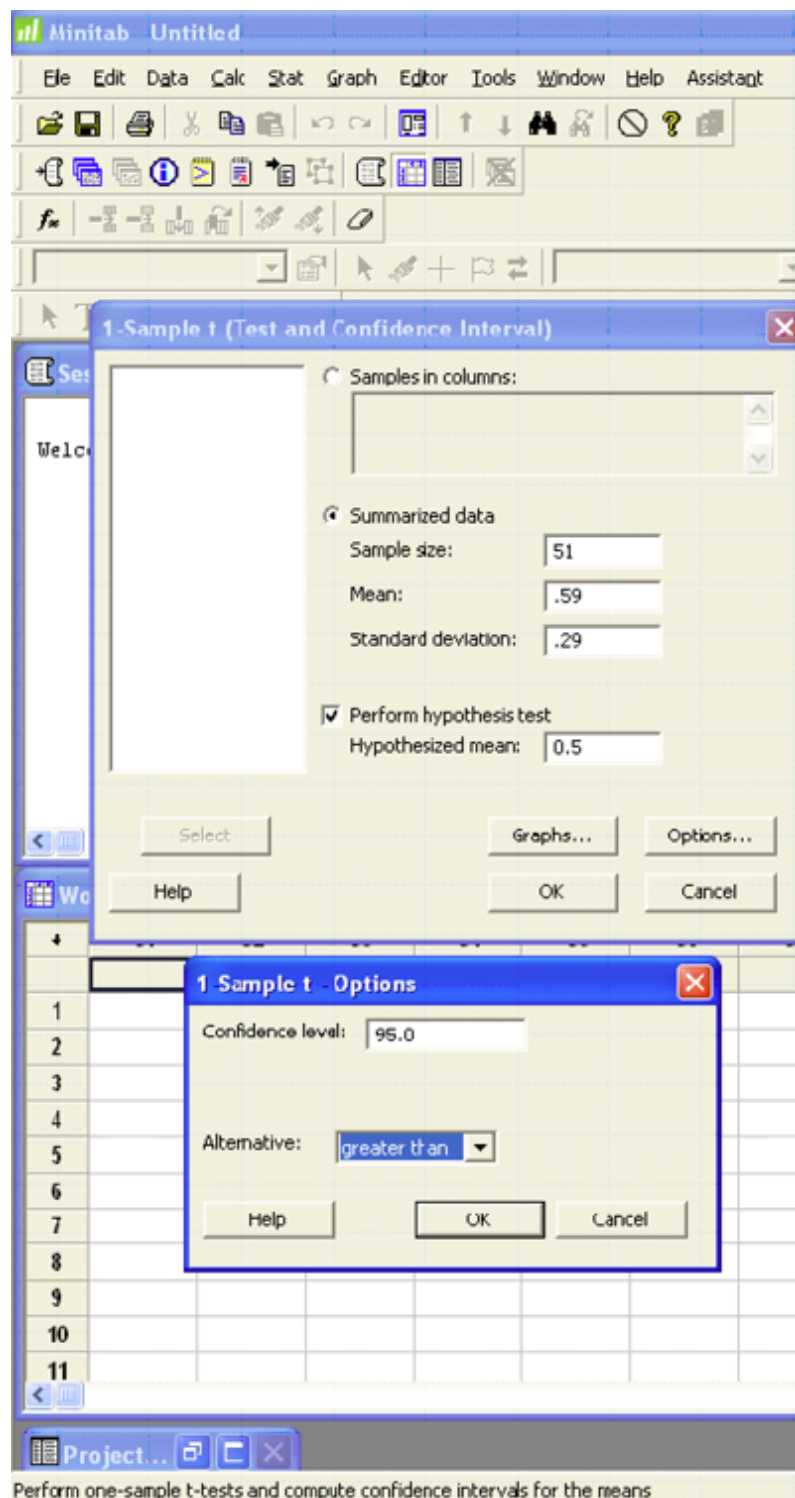 Minitab Untitled
File Edit Data Calc Stat Graph Editor Tools Window Help Assistant
1-Sample t (Test and Confidence Interval)
Samples in columns:
Summarized data
Sample size: 51
Mean: .59
Standard deviation: .29
Perform hypothesis test
Hypothesized mean: 0.5
Select
Graphs...
Options...
Help
OK
Cancel
1-Sample t - Options
Confidence level: 95.0
Alternative: greater than
Help
OK
Cancel
1
2
3
4
5
6
7
8
9
10
11
Project...
Perform one-sample t-tests and compute confidence intervals for the means